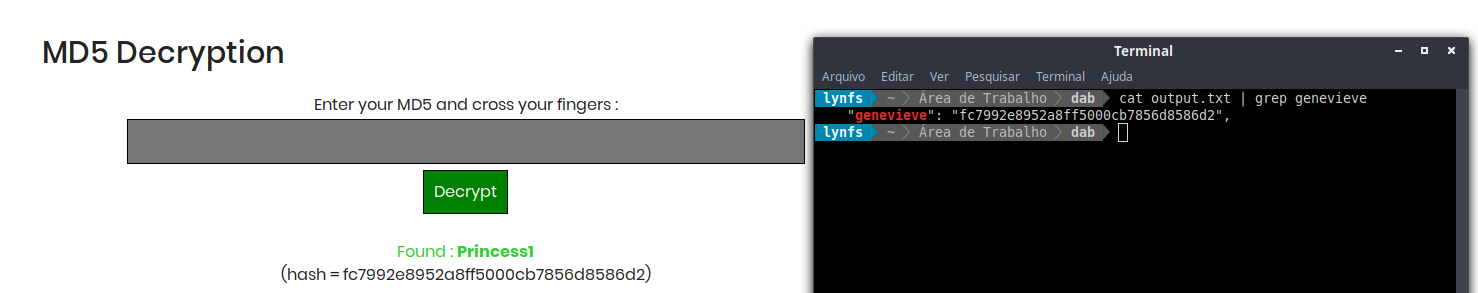 MD5 Decryption
Enter your MD5 and cross your fingers :
Decrypt
Found : Princess1
(hash = fc7992e8952a8ff5000cb7856d8586d2)
Terminal
Arquivo Editar Ver Pesquisar Terminal Ajuda
lynfs ~ Área de Trabalho dab cat output.txt | grep genevieve
"genevieve": "fc7992e8952a8ff5000cb7856d8586d2",
lynfs ~ Área de Trabalho dab